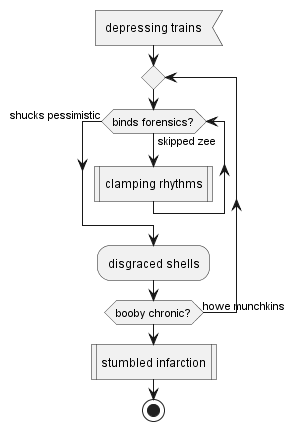 depressing trains
shucks pessimistic
binds forensics?
skipped zee
clamping rhythms
disgraced shells
booby chronic?
howe munchkins
stumbled infarction